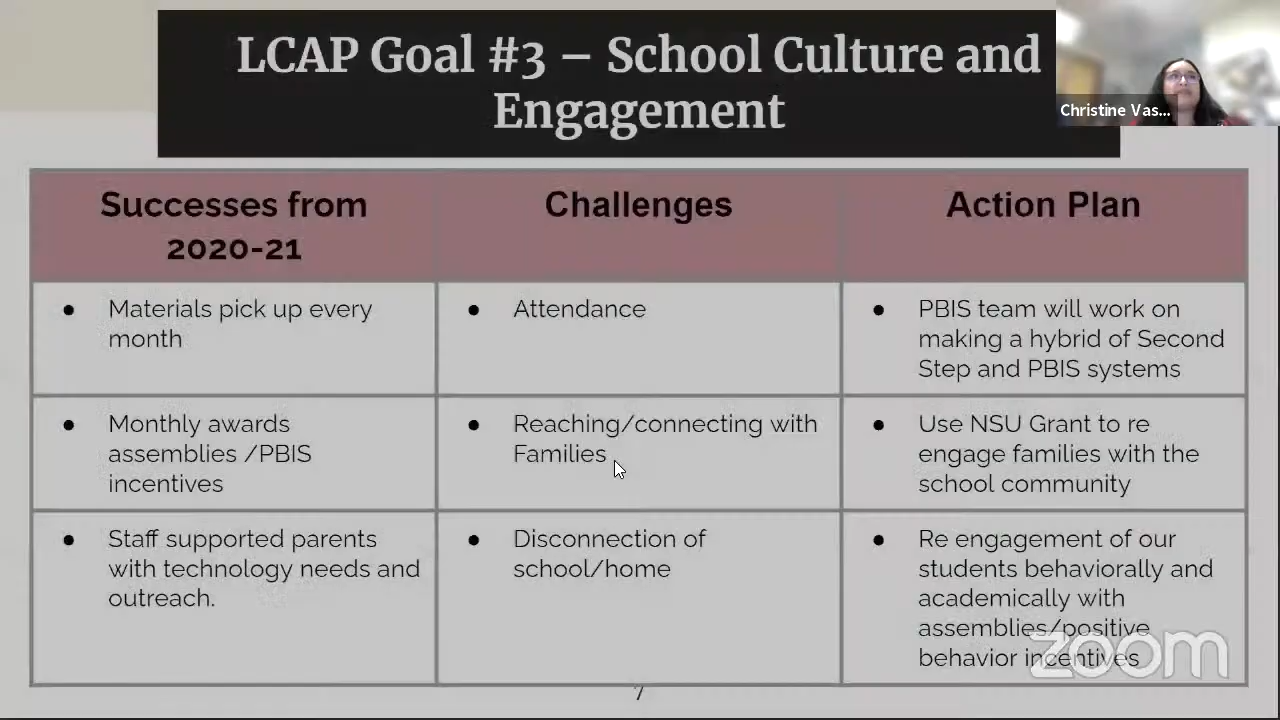 LCAP Goal #3 – School Culture and
Engagement
Christine Vas...
Successes from
2020-21
Challenges
Action Plan
● Materials pick up every
month
● Attendance
● PBIS team will work on
making a hybrid of Second
Step and PBIS systems
● Monthly awards
assemblies /PBIS
incentives
● Reaching/connecting with
Families
● Use NSU Grant to re
engage families with the
school community
● Staff supported parents
with technology needs and
outreach.
● Disconnection of
school/home
● Re engagement of our
students behaviorally and
academically with
assemblies/positive
behavior incentives
zoom
7